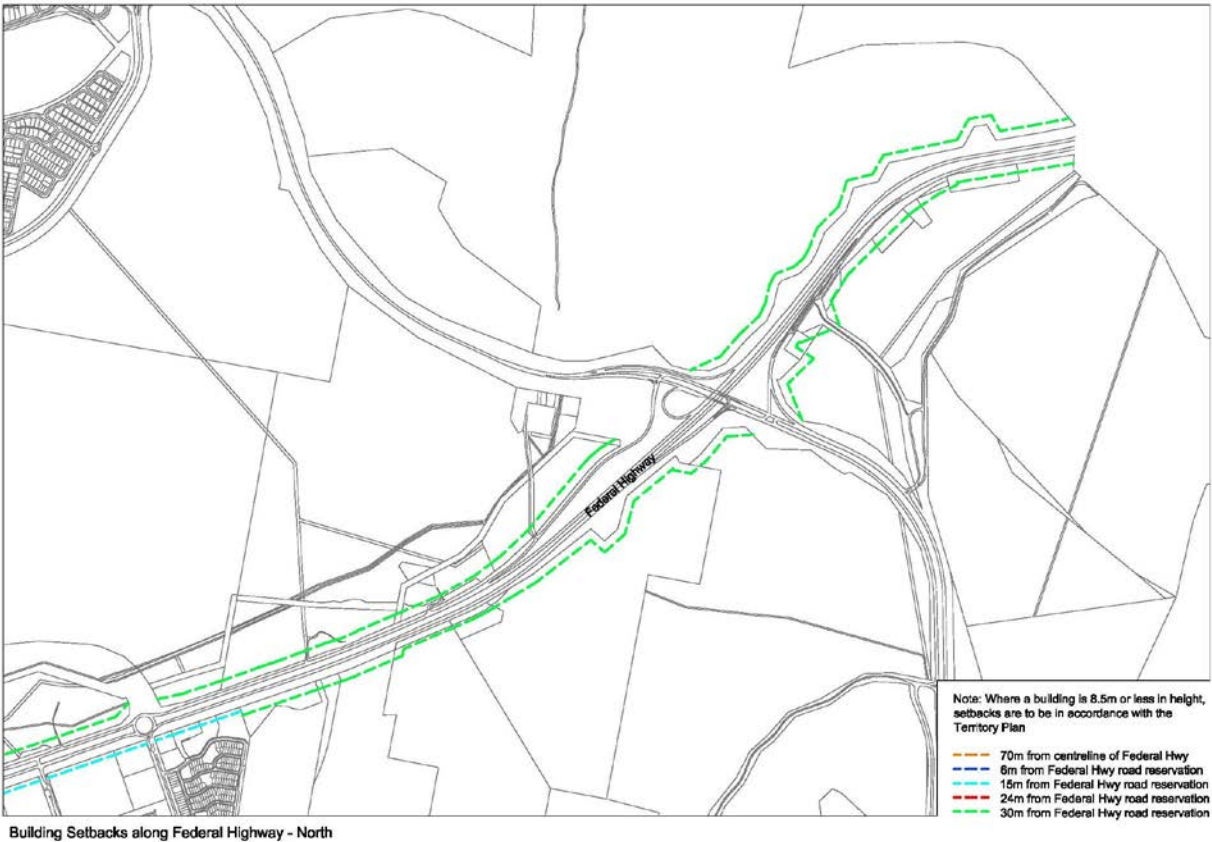 Federal Highway
Note: Where a building is 8.5m or less in height,
setbacks are to be in accordance with the
Territory Plan
70m from centreline of Federal Hwy
6m from Federal Hwy road reservation
15m from Federal Hwy road reservation
24m from Federal Hwy road reservation
30m from Federal Hwy road reservation
Building Setbacks along Federal Highway - North